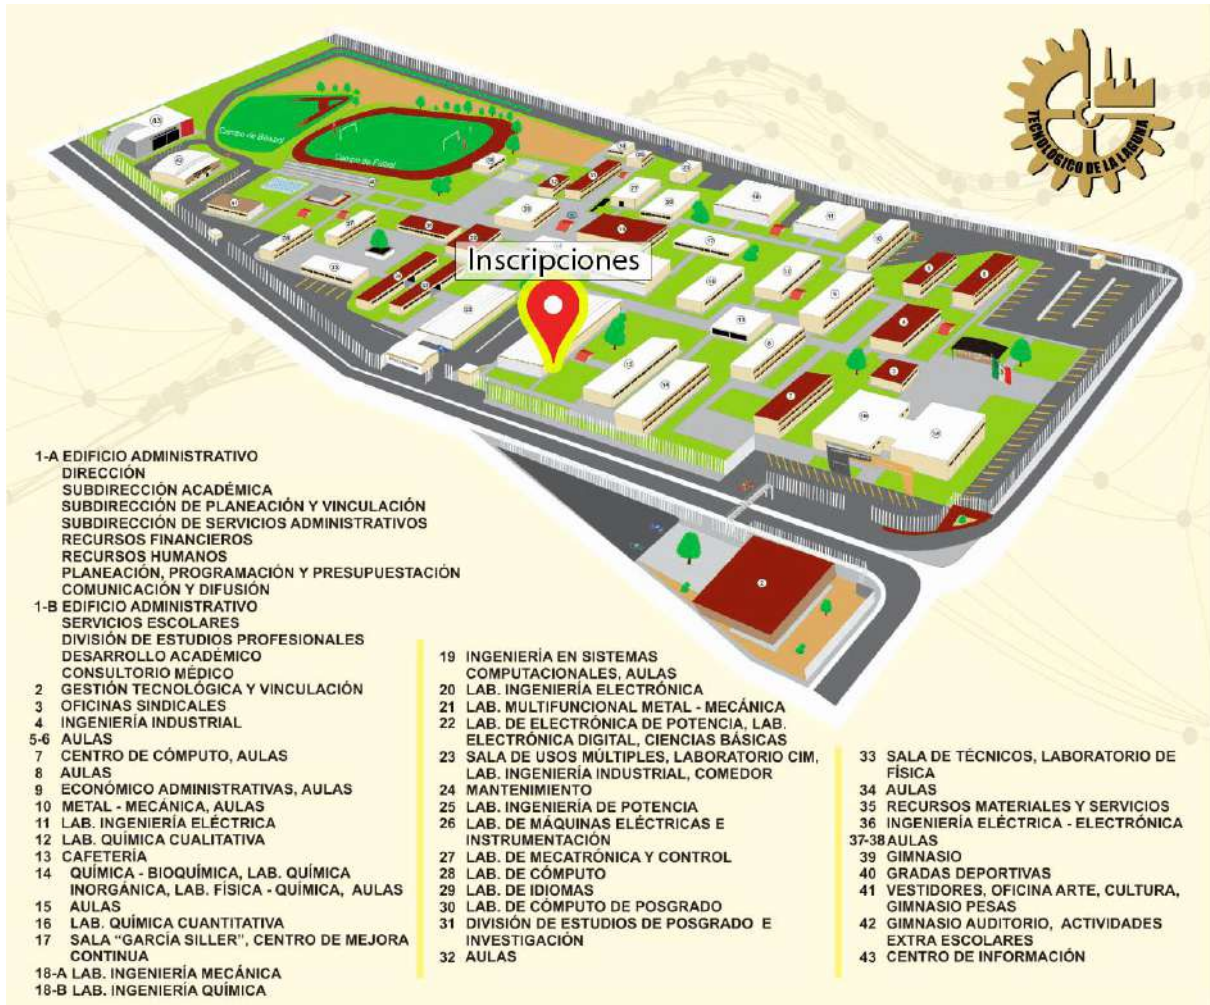 TECNOLÓGICO DE LA LAGUNA
Campo de Béisbol
Campo de Futbol
Inscripciones
1-A EDIFICIO ADMINISTRATIVO
DIRECCIÓN
SUBDIRECCIÓN ACADÉMICA
SUBDIRECCIÓN DE PLANEACIÓN Y VINCULACIÓN
SUBDIRECCIÓN DE SERVICIOS ADMINISTRATIVOS
RECURSOS FINANCIEROS
RECURSOS HUMANOS
PLANEACIÓN, PROGRAMACIÓN Y PRESUPUESTACIÓN
COMUNICACIÓN Y DIFUSIÓN
1-B EDIFICIO ADMINISTRATIVO
SERVICIOS ESCOLARES
DIVISIÓN DE ESTUDIOS PROFESIONALES
DESARROLLO ACADÉMICO
CONSULTORIO MÉDICO
2 GESTIÓN TECNOLÓGICA Y VINCULACIÓN
3 OFICINAS SINDICALES
4 INGENIERÍA INDUSTRIAL
5-6 AULAS
7 CENTRO DE CÓMPUTO, AULAS
8 AULAS
9 ECONÓMICO ADMINISTRATIVAS, AULAS
10 METAL - MECÁNICA, AULAS
11 LAB. INGENIERÍA ELÉCTRICA
12 LAB. QUÍMICA CUALITATIVA
13 CAFETERÍA
14 QUÍMICA - BIOQUÍMICA, LAB. QUÍMICA
INORGÁNICA, LAB. FÍSICA - QUÍMICA, AULAS
15 AULAS
16 LAB. QUÍMICA CUANTITATIVA
17 SALA "GARCÍA SILLER", CENTRO DE MEJORA
CONTINUA
18-A LAB. INGENIERÍA MECÁNICA
18-B LAB. INGENIERÍA QUÍMICA
19 INGENIERÍA EN SISTEMAS
COMPUTACIONALES, AULAS
20 LAB. INGENIERÍA ELECTRÓNICA
21 LAB. MULTIFUNCIONAL METAL - MECÁNICA
22 LAB. DE ELECTRÓNICA DE POTENCIA, LAB.
ELECTRÓNICA DIGITAL, CIENCIAS BÁSICAS
23 SALA DE USOS MÚLTIPLES, LABORATORIO CIM,
LAB. INGENIERÍA INDUSTRIAL, COMEDOR
24 MANTENIMIENTO
25 LAB. INGENIERÍA DE POTENCIA
26 LAB. DE MÁQUINAS ELÉCTRICAS E
INSTRUMENTACIÓN
27 LAB. DE MECATRÓNICA Y CONTROL
28 LAB. DE CÓMPUTO
29 LAB. DE IDIOMAS
30 LAB. DE CÓMPUTO DE POSGRADO
31 DIVISIÓN DE ESTUDIOS DE POSGRADO E
INVESTIGACIÓN
32 AULAS
33 SALA DE TÉCNICOS, LABORATORIO DE
FÍSICA
34 AULAS
35 RECURSOS MATERIALES Y SERVICIOS
36 INGENIERÍA ELÉCTRICA - ELECTRÓNICA
37-38 AULAS
39 GIMNASIO
40 GRADAS DEPORTIVAS
41 VESTIDORES, OFICINA ARTE, CULTURA,
GIMNASIO PESAS
42 GIMNASIO AUDITORIO, ACTIVIDADES
EXTRA ESCOLARES
43 CENTRO DE INFORMACIÓN